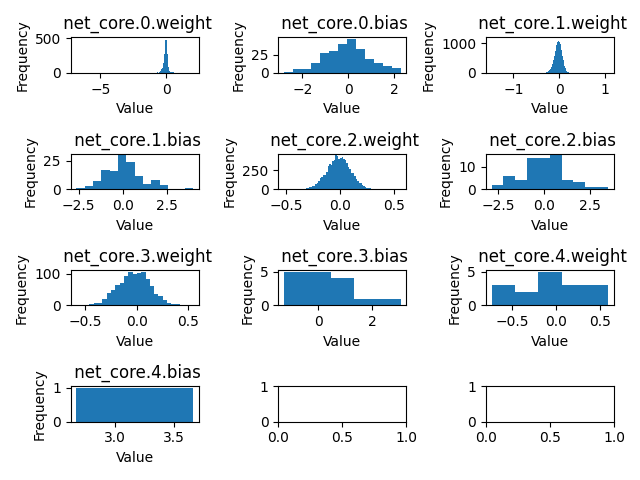 net_core.0.weight
Frequency
500
0
−5
0
Value
net_core.0.bias
Frequency
25
0
−2
0
2
Value
net_core.1.weight
Frequency
1000
0
−1
0
1
Value
net_core.1.bias
Frequency
25
0
−2.5
0.0
2.5
Value
net_core.2.weight
Frequency
250
0
−0.5
0.0
0.5
Value
net_core.2.bias
Frequency
10
0
−2.5
0.0
2.5
Value
net_core.3.weight
Frequency
100
0
−0.5
0.0
0.5
Value
net_core.3.bias
Frequency
5
0
0
2
Value
net_core.4.weight
Frequency
5
0
−0.5
0.0
0.5
Value
net_core.4.bias
Frequency
1
0
3.0
3.5
Value
1
0
0.0
0.5
1.0
1
0
0.0
0.5
1.0